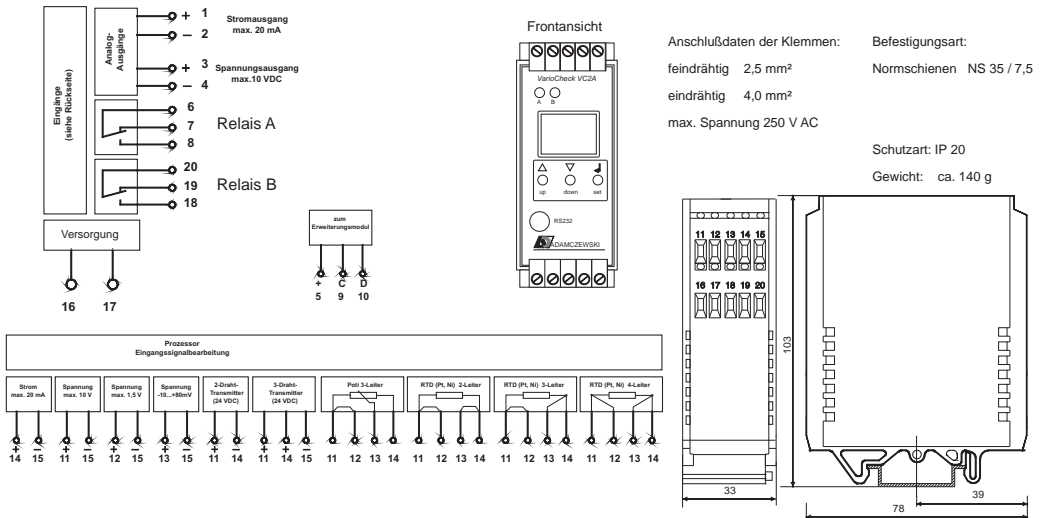 Eingänge
(siehe Rückseite)
Analog-
Ausgänge
+ 1
– 2
Stromausgang
max. 20 mA
+ 3
– 4
Spannungsausgang
max.10 VDC
6
7
8
Relais A
20
19
18
Relais B
Versorgung
16 17
zum
Erweiterungsmodul
+ C D
5 9 10
Frontansicht
VarioCheck VC2A
A B
up down set
RS232
ADAMCZEWSKI
Anschlußdaten der Klemmen:
feindrähtig 2,5 mm²
eindrähtig 4,0 mm²
max. Spannung 250 V AC
Befestigungsart:
Normschienen NS 35 / 7,5
Schutzart: IP 20
Gewicht: ca. 140 g
11 12 13 14 15
16 17 18 19 20
33
103
39
78
Prozessor
Eingangssignalbearbeitung
Strom
max. 20 mA
+ –
14 15
Spannung
max. 10 V
+ –
11 15
Spannung
max. 1,5 V
+ –
12 15
Spannung
-10...+80mV
+ –
13 15
2-Draht-
Transmitter
(24 VDC)
+ –
11 14
3-Draht-
Transmitter
(24 VDC)
+ + –
11 14 15
Poti 3-Leiter
11 12 13 14
RTD (Pt, Ni) 2-Leiter
11 12 13 14
RTD (Pt, Ni) 3-Leiter
11 12 13 14
RTD (Pt, Ni) 4-Leiter
11 12 13 14